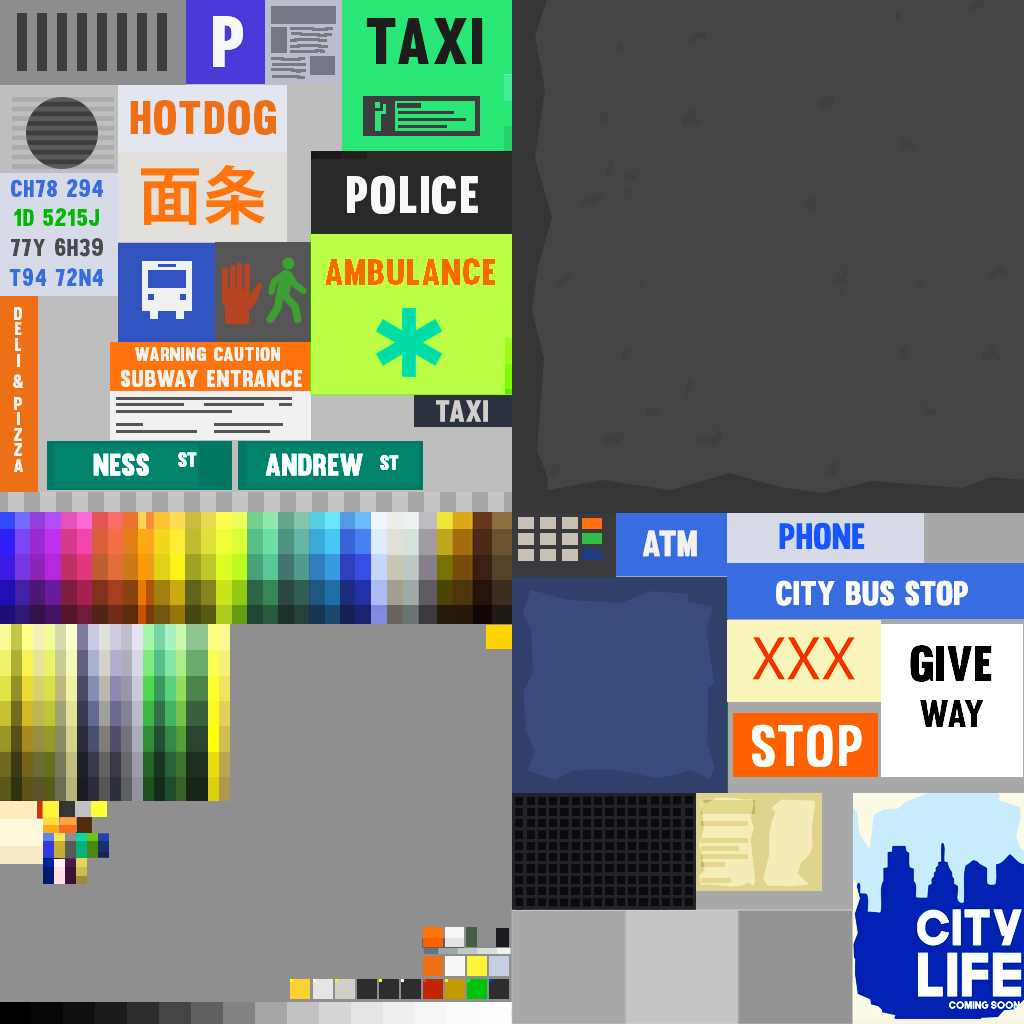 P
TAXI
HOTDOG
面条
POLICE
CH78 294
1D 5215J
77Y 6H39
T94 72N4
AMBULANCE
DELI & PIZZA
WARNING CAUTION
SUBWAY ENTRANCE
TAXI
NESS ST
ANDREW ST
ATM
PHONE
CITY BUS STOP
XXX
GIVE
WAY
STOP
CITY
LIFE
COMING SOON